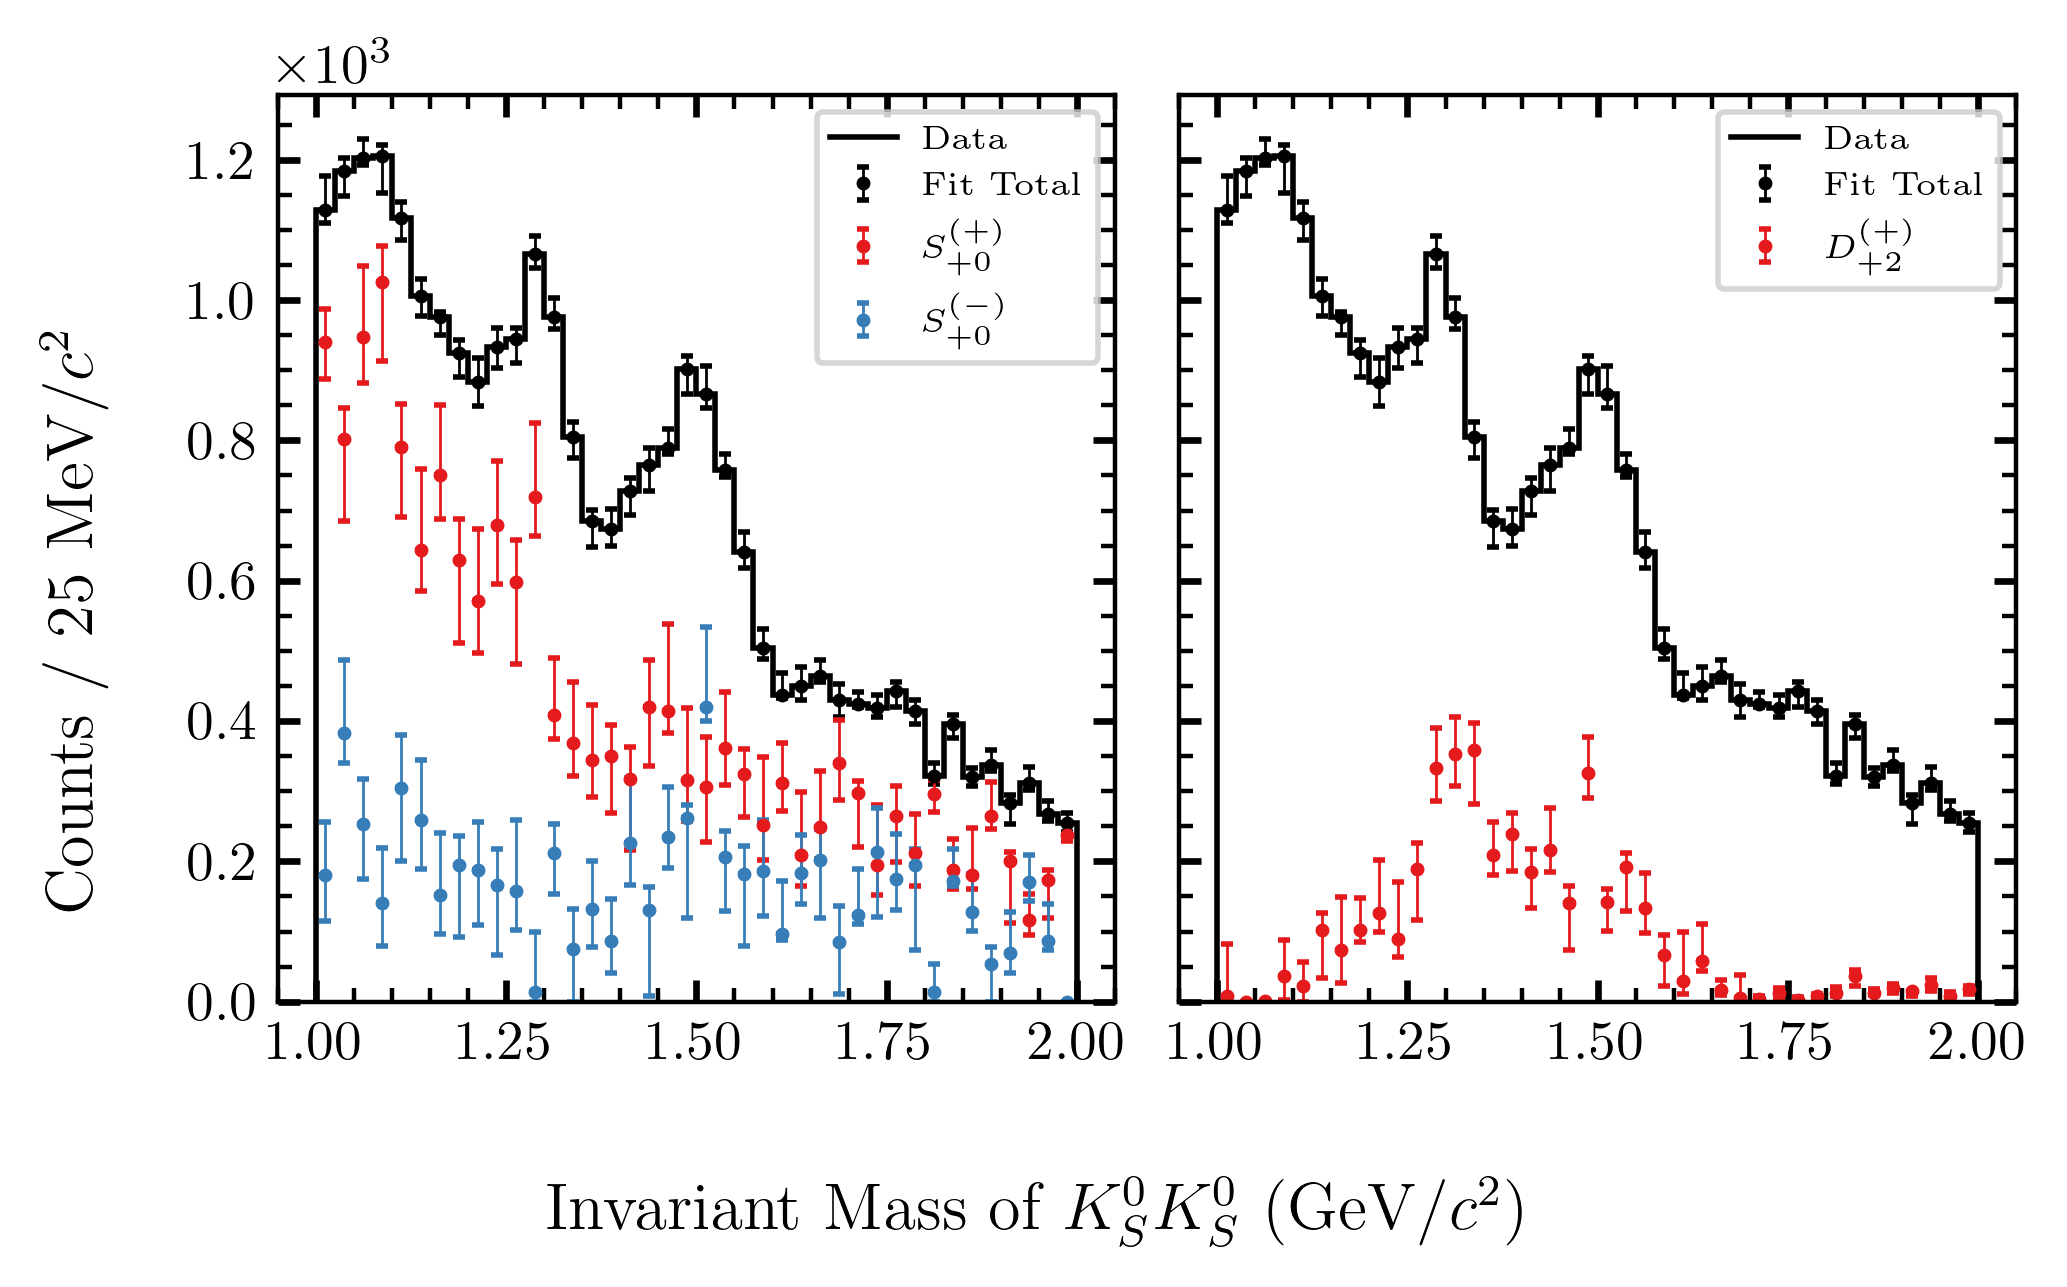 ×10³
Counts / 25 MeV/c²
1.2
1.0
0.8
0.6
0.4
0.2
0.0
1.00 1.25 1.50 1.75 2.00
Data
Fit Total
S₊₀⁽⁺⁾
S₊₀⁽⁻⁾
1.00 1.25 1.50 1.75 2.00
Data
Fit Total
D₊₂⁽⁺⁾
Invariant Mass of K_S⁰K_S⁰ (GeV/c²)